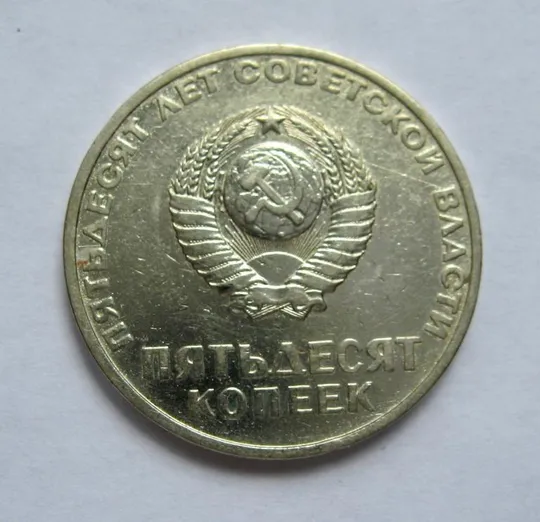 ПЯТЬДЕСЯТ ЛЕТ СОВЕТСКОЙ ВЛАСТИ
ПЯТЬДЕСЯТ
КОПЕЕК